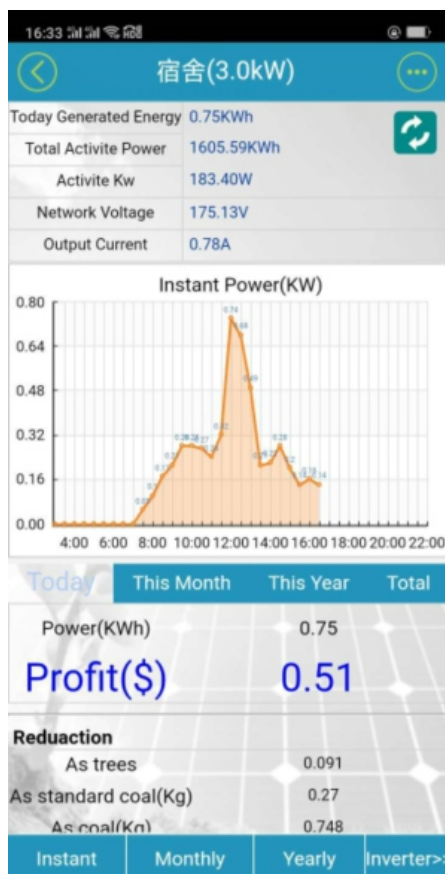 16:33
宿舍(3.0kW)
Today Generated Energy 0.75KWh
Total Activite Power 1605.59KWh
Activite Kw 183.40W
Network Voltage 175.13V
Output Current 0.78A
Instant Power(KW)
0.80
0.64
0.48
0.32
0.16
0.00
0.74
0.28
4:00 6:00 8:00 10:00 12:00 14:00 16:00 18:00 20:00 22:00
Today This Month This Year Total
Power(KWh) 0.75
Profit($) 0.51
Reduaction
As trees 0.091
As standard coal(Kg) 0.27
As coal(Kg) 0.748
Instant Monthly Yearly Inverter>>